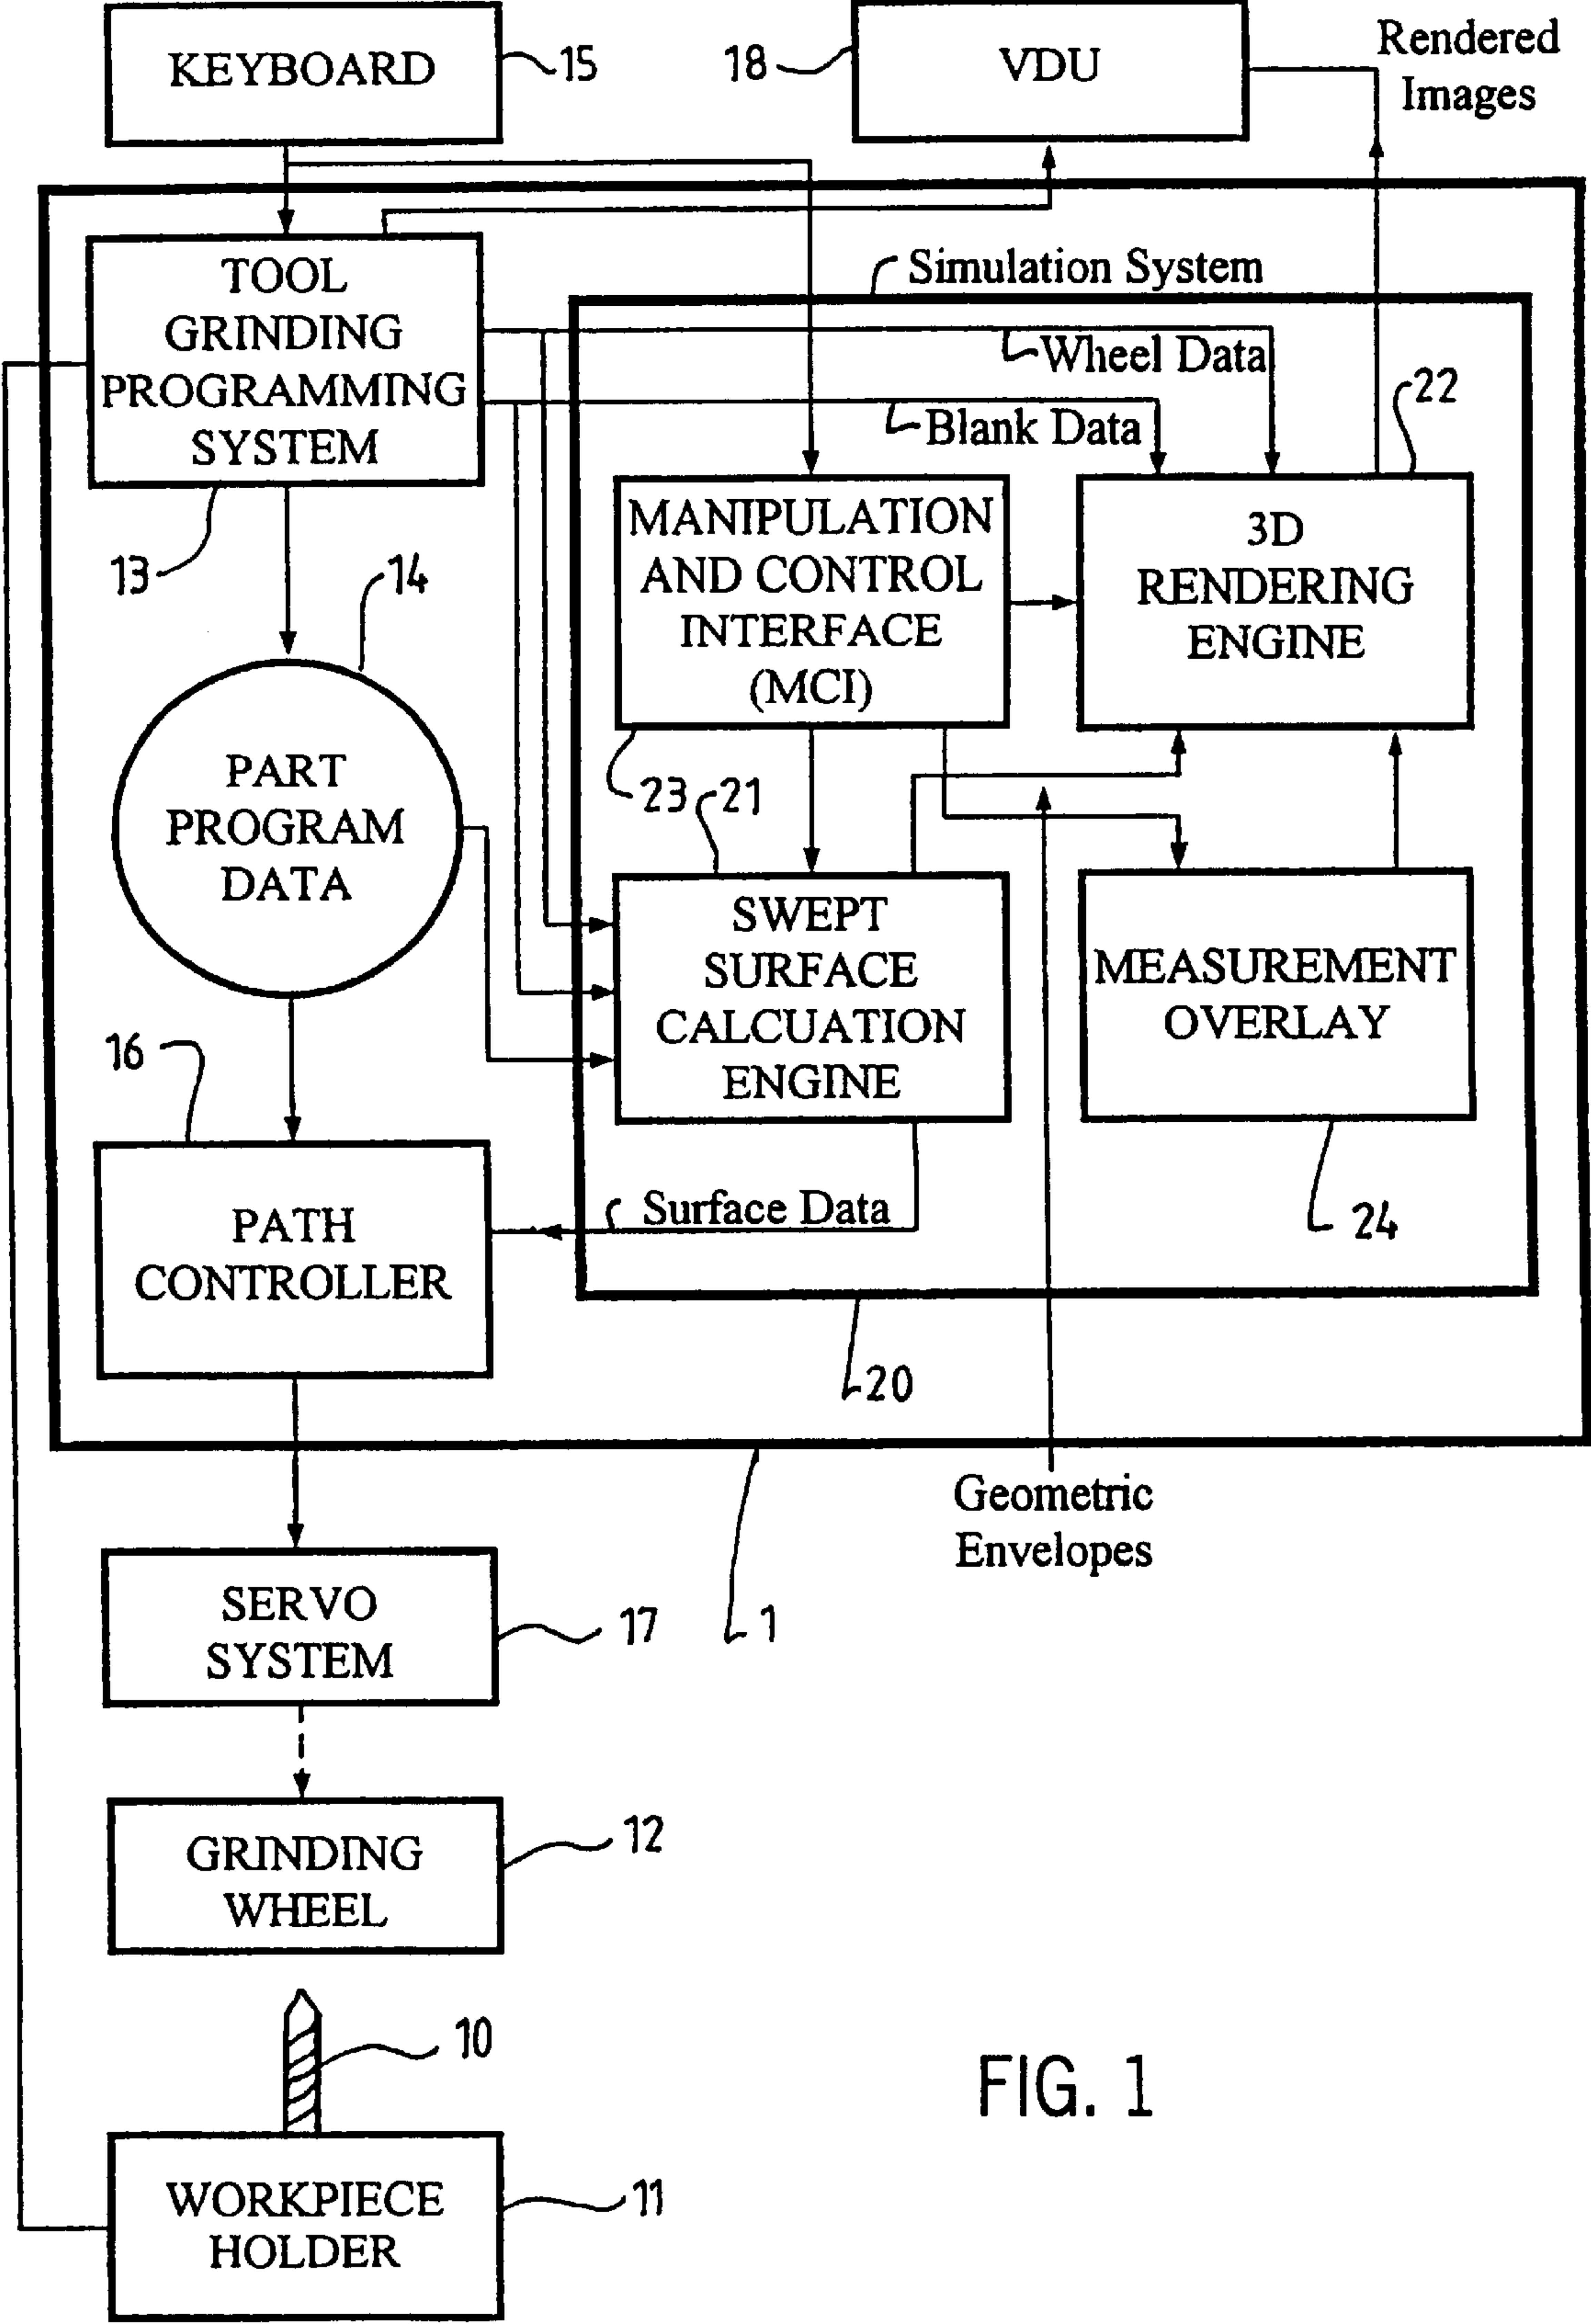 KEYBOARD
15
18
VDU
Rendered
Images
TOOL
GRINDING
PROGRAMMING
SYSTEM
13
Simulation System
Wheel Data
Blank Data
22
MANIPULATION
AND CONTROL
INTERFACE
(MCI)
23
3D
RENDERING
ENGINE
14
PART
PROGRAM
DATA
21
SWEPT
SURFACE
CALCUATION
ENGINE
MEASUREMENT
OVERLAY
24
16
PATH
CONTROLLER
Surface Data
20
Geometric
Envelopes
1
SERVO
SYSTEM
17
GRINDING
WHEEL
12
10
WORKPIECE
HOLDER
11
FIG. 1